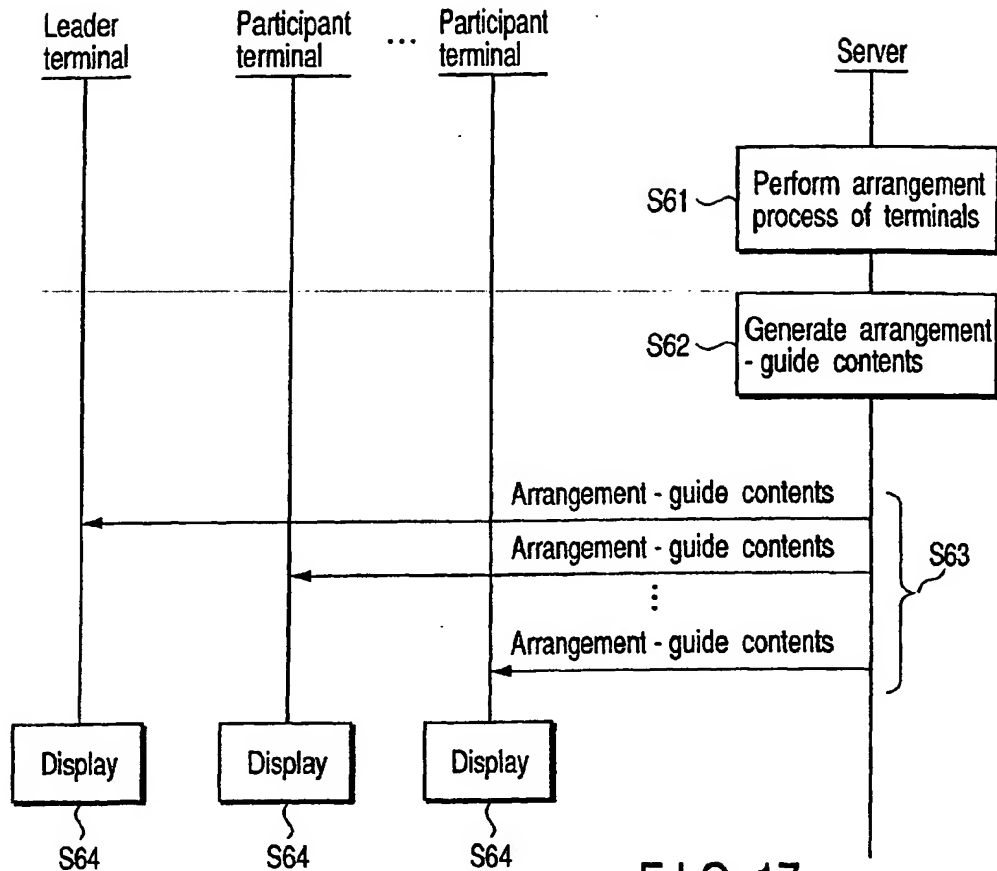 Leader
terminal
Participant
terminal
...
Participant
terminal
Server
S61
Perform arrangement
process of terminals
S62
Generate arrangement
- guide contents
Arrangement - guide contents
Arrangement - guide contents
S63
Arrangement - guide contents
Display
Display
Display
S64
S64
S64